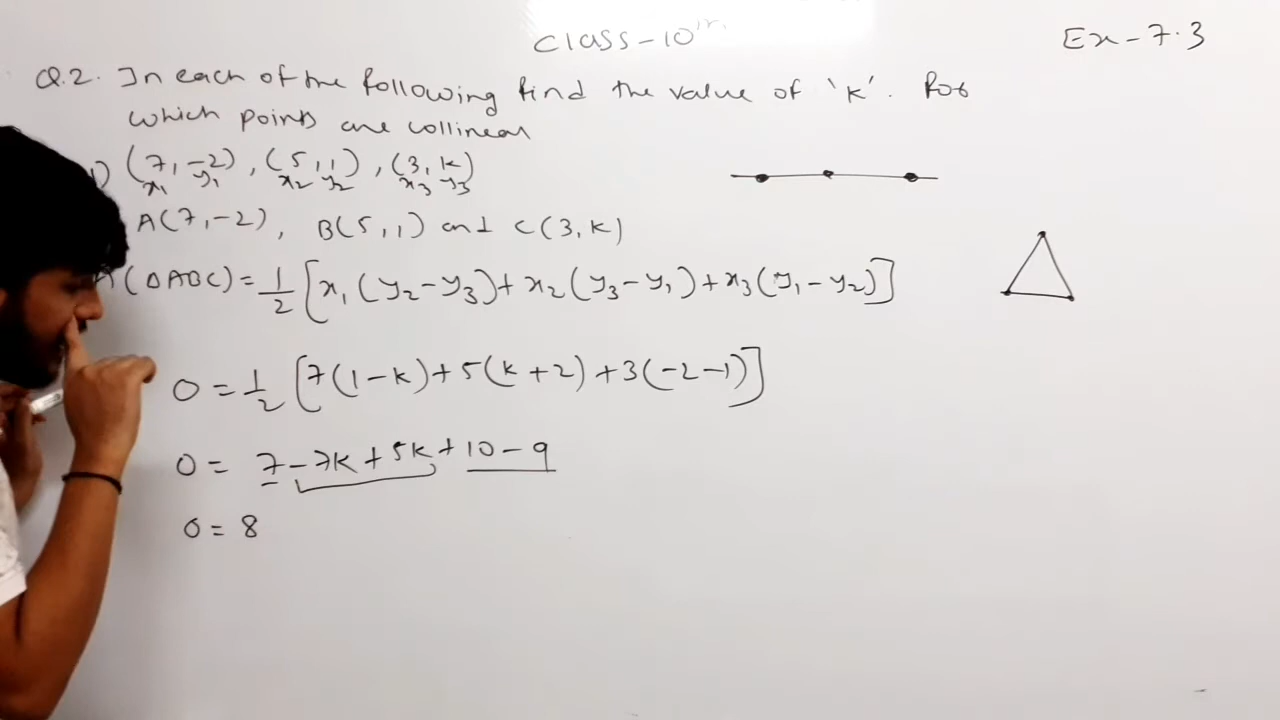 Class-10th
Ex-7.3
Q.2. In each of the following find the value of 'k'. for
which points are collinear
) (7,-2), (5,1), (3,k)
x₁ y₁ x₂ y₂ x₃ y₃
A(7,-2), B(5,1) and C(3,k)
(ΔABC) = 1/2 [x₁(y₂-y₃)+x₂(y₃-y₁)+x₃(y₁-y₂)]
0 = 1/2 [7(1-k)+5(k+2)+3(-2-1)]
0 = 7-7k+5k+10-9
0 = 8